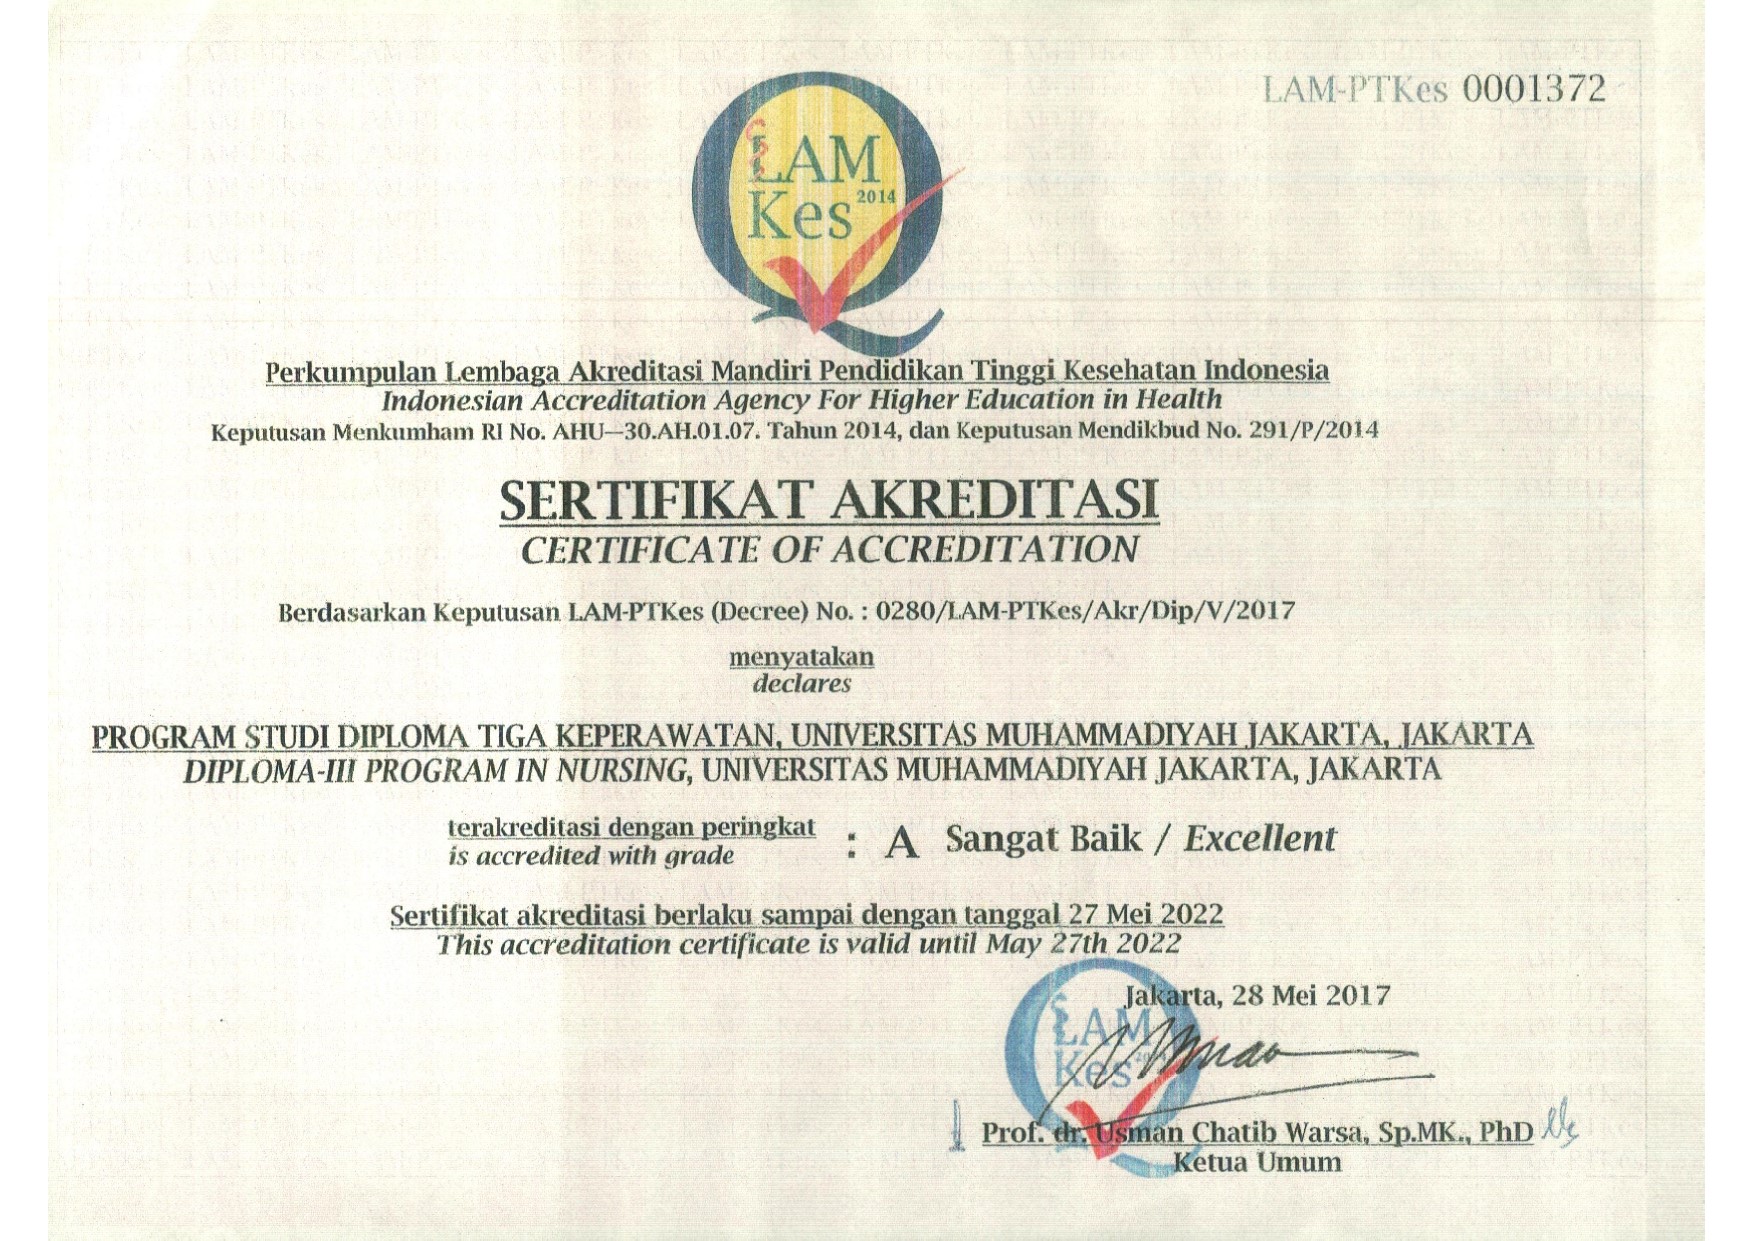 LAM-PTKes 0001372
LAM
Kes 2014
Perkumpulan Lembaga Akreditasi Mandiri Pendidikan Tinggi Kesehatan Indonesia
Indonesian Accreditation Agency For Higher Education in Health
Keputusan Menkumham RI No. AHU—30.AH.01.07. Tahun 2014, dan Keputusan Mendikbud No. 291/P/2014
SERTIFIKAT AKREDITASI
CERTIFICATE OF ACCREDITATION
Berdasarkan Keputusan LAM-PTKes (Decree) No. : 0280/LAM-PTKes/Akr/Dip/V/2017
menyatakan
declares
PROGRAM STUDI DIPLOMA TIGA KEPERAWATAN, UNIVERSITAS MUHAMMADIYAH JAKARTA, JAKARTA
DIPLOMA-III PROGRAM IN NURSING, UNIVERSITAS MUHAMMADIYAH JAKARTA, JAKARTA
terakreditasi dengan peringkat : A Sangat Baik / Excellent
is accredited with grade
Sertifikat akreditasi berlaku sampai dengan tanggal 27 Mei 2022
This accreditation certificate is valid until May 27th 2022
Jakarta, 28 Mei 2017
LAM
Kes
Prof. dr. Usman Chatib Warsa, Sp.MK., PhD
Ketua Umum